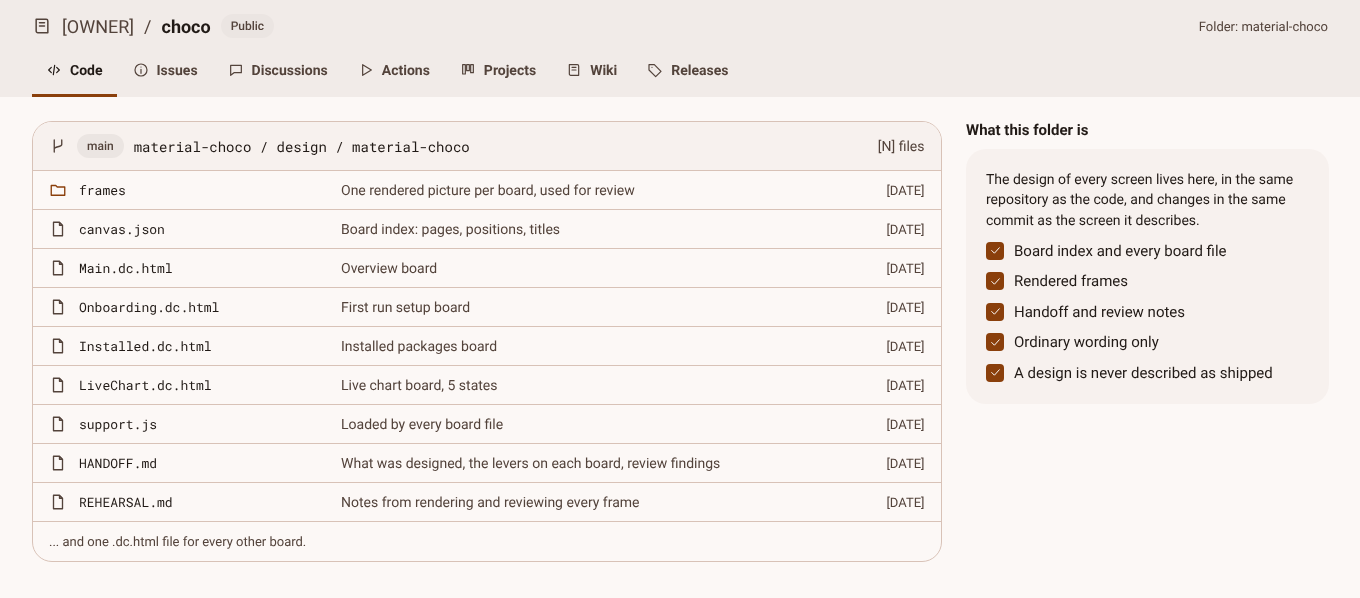 [OWNER] / choco Public
Folder: material-choco
Code Issues Discussions Actions Projects Wiki Releases
main material-choco / design / material-choco [N] files
frames One rendered picture per board, used for review [DATE]
canvas.json Board index: pages, positions, titles [DATE]
Main.dc.html Overview board [DATE]
Onboarding.dc.html First run setup board [DATE]
Installed.dc.html Installed packages board [DATE]
LiveChart.dc.html Live chart board, 5 states [DATE]
support.js Loaded by every board file [DATE]
HANDOFF.md What was designed, the levers on each board, review findings [DATE]
REHEARSAL.md Notes from rendering and reviewing every frame [DATE]
... and one .dc.html file for every other board.
What this folder is
The design of every screen lives here, in the same
repository as the code, and changes in the same
commit as the screen it describes.
Board index and every board file
Rendered frames
Handoff and review notes
Ordinary wording only
A design is never described as shipped